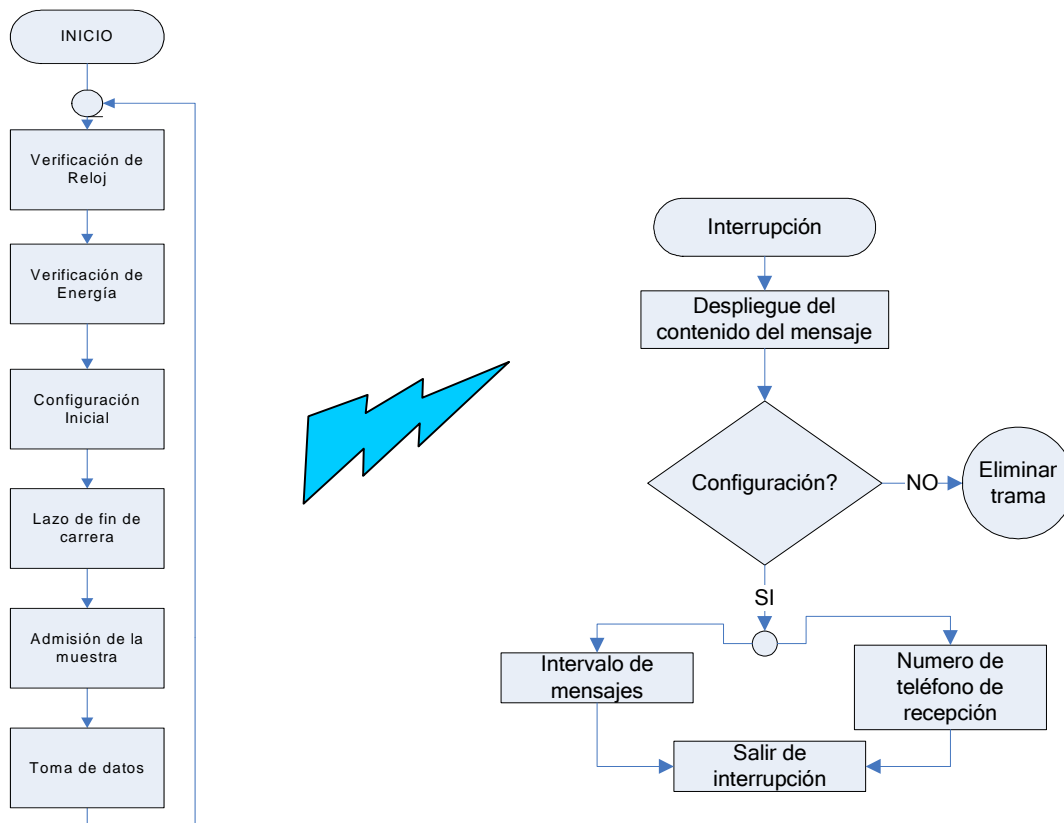 INICIO
Verificación de
Reloj
Verificación de
Energía
Configuración
Inicial
Lazo de fin de
carrera
Admisión de la
muestra
Toma de datos
Interrupción
Despliegue del
contenido del mensaje
Configuración?
NO
Eliminar
trama
SI
Intervalo de
mensajes
Numero de
teléfono de
recepción
Salir de
interrupción